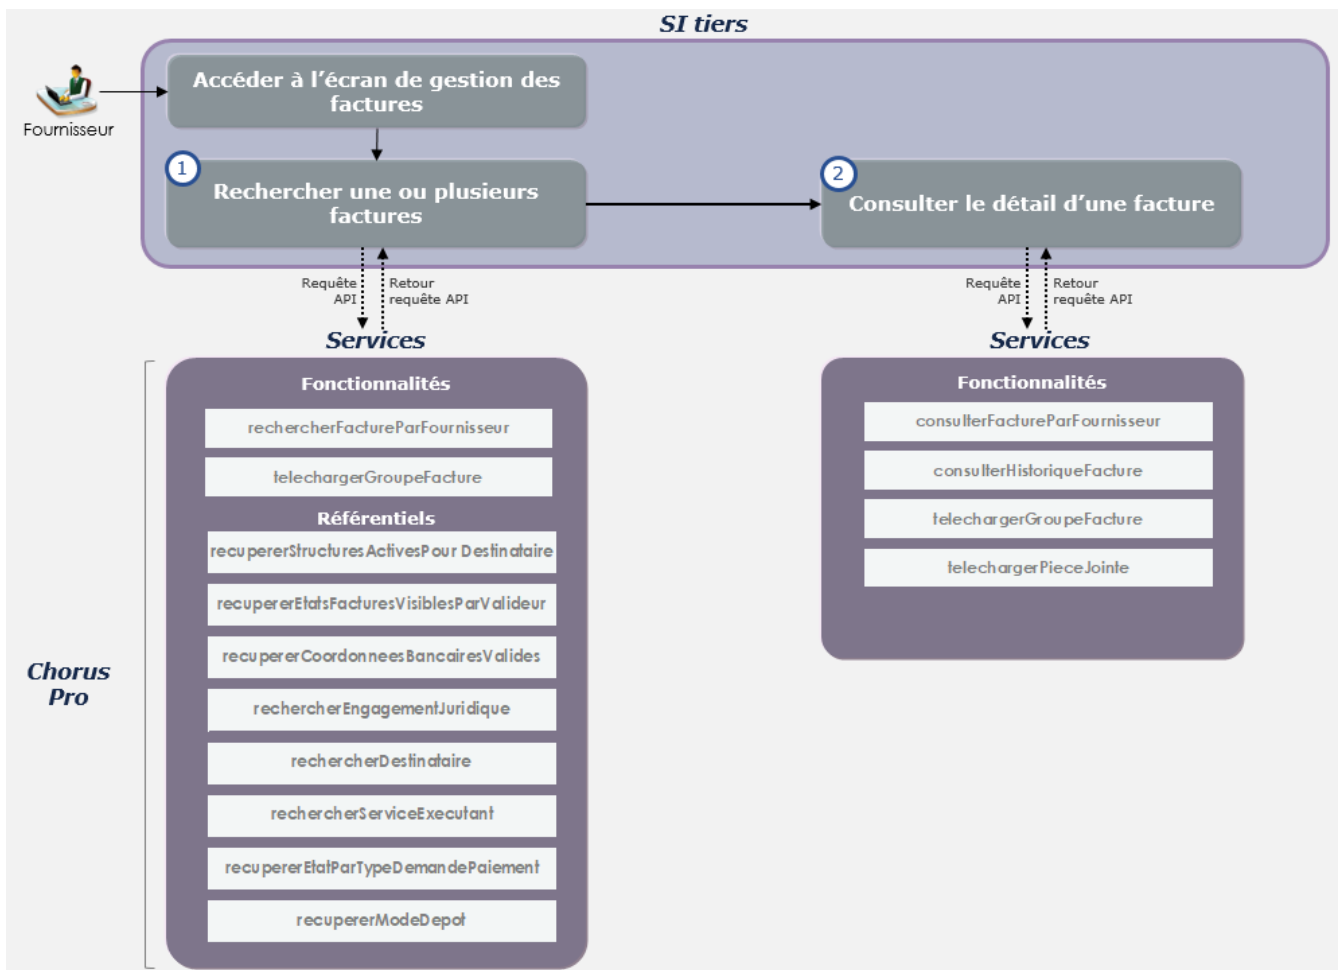 SI tiers
Fournisseur
Accéder à l'écran de gestion des
factures
1
Rechercher une ou plusieurs
factures
2
Consulter le détail d'une facture
Requête
API
Retour
requête API
Requête
API
Retour
requête API
Services
Fonctionnalités
rechercherFactureParFournisseur
telechargerGroupeFacture
Référentiels
recupererStructuresActivesPour Destinataire
recupererEtatsFacturesVisiblesParValideur
recupererCoordonneesBancairesValides
rechercherEngagementJuridique
rechercherDestinataire
rechercherServiceExecutant
recupererEtatParTypeDemandePaiement
recupererModeDepot
Services
Fonctionnalités
consulterFactureParFournisseur
consulterHistoriqueFacture
telechargerGroupeFacture
telechargerPieceJointe
Chorus
Pro